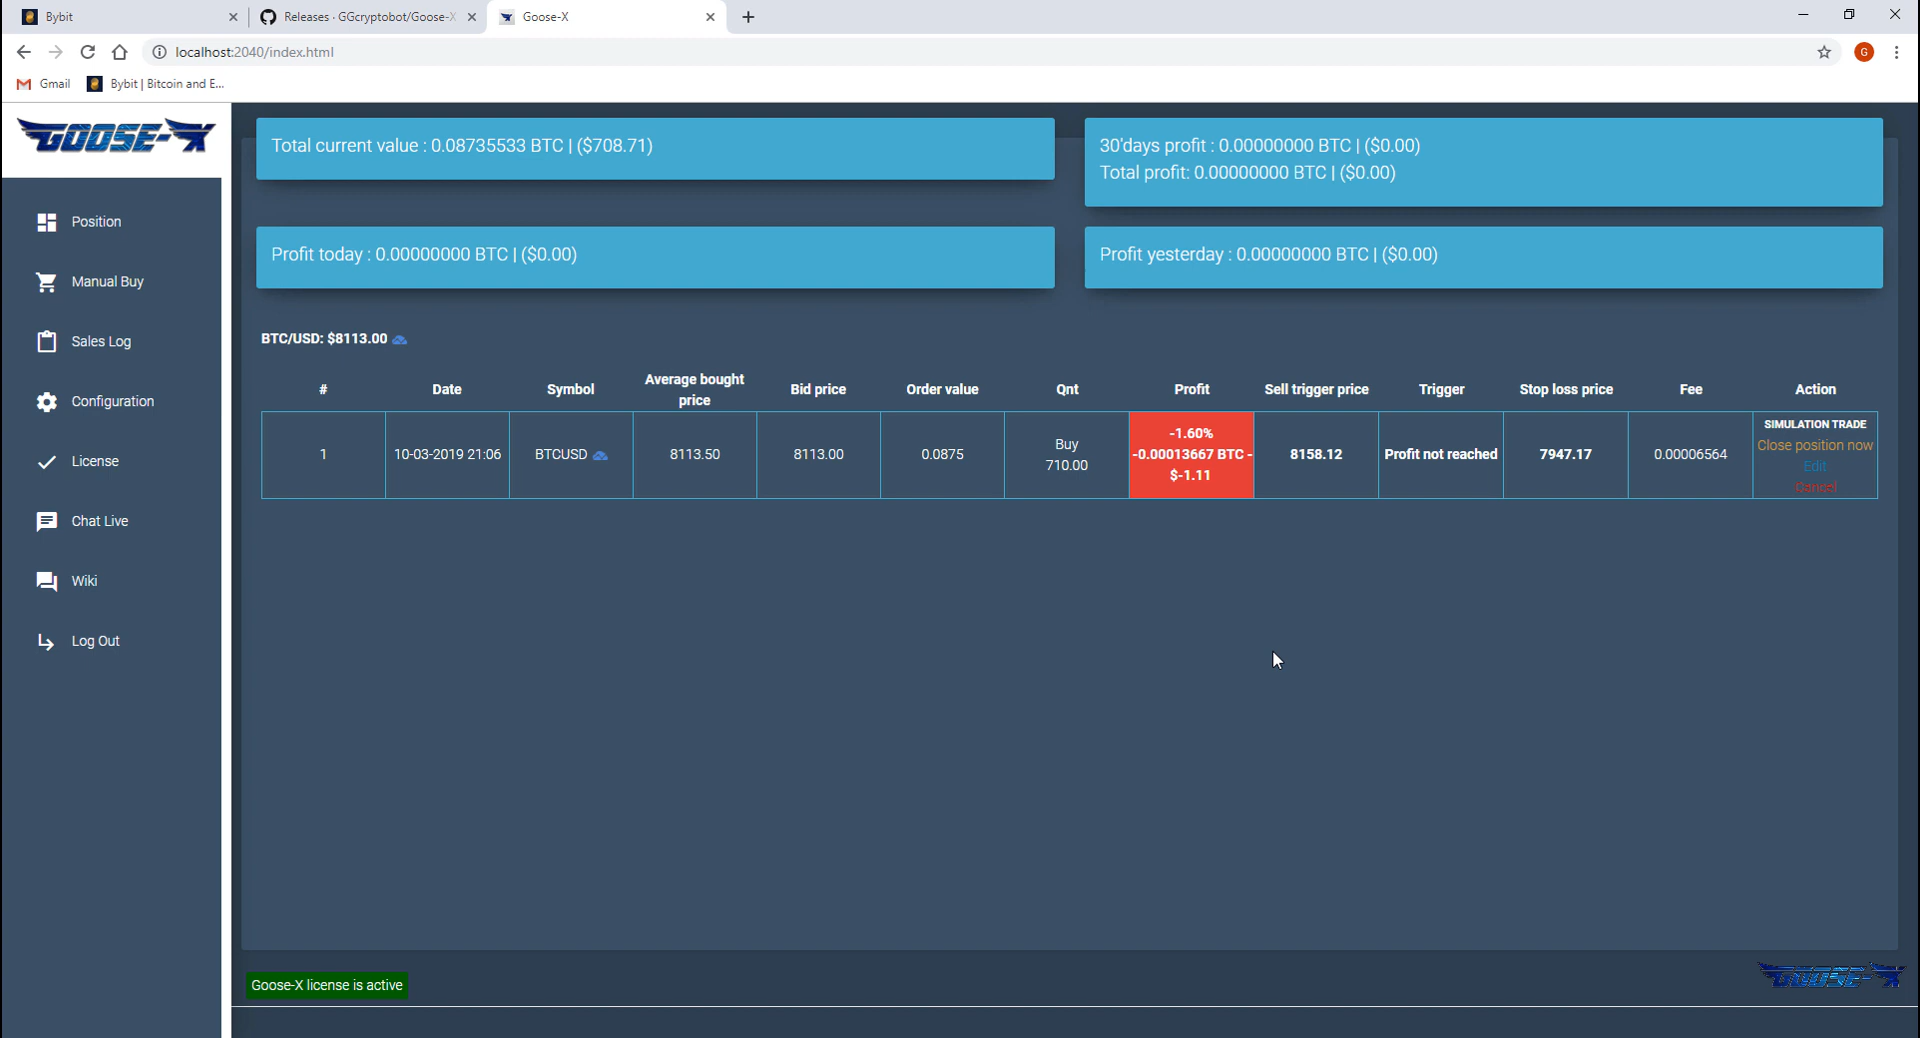 Bybit
Releases · GGcryptobot/Goose-X
Goose-X
localhost:2040/index.html
G
Gmail
Bybit | Bitcoin and E...
GOOSE-X
Total current value : 0.08735533 BTC | ($708.71)
30'days profit : 0.00000000 BTC | ($0.00)
Total profit: 0.00000000 BTC | ($0.00)
Profit today : 0.00000000 BTC | ($0.00)
Profit yesterday : 0.00000000 BTC | ($0.00)
Position
Manual Buy
Sales Log
Configuration
License
Chat Live
Wiki
Log Out
BTC/USD: $8113.00
# Date Symbol Average bought price Bid price Order value Qnt Profit Sell trigger price Trigger Stop loss price Fee Action
1 10-03-2019 21:06 BTCUSD 8113.50 8113.00 0.0875
Buy
710.00
-1.60%
-0.00013667 BTC -
$-1.11
8158.12 Profit not reached 7947.17 0.00006564
SIMULATION TRADE
Close position now
Edit
Cancel
Goose-X license is active
GOOSE-X